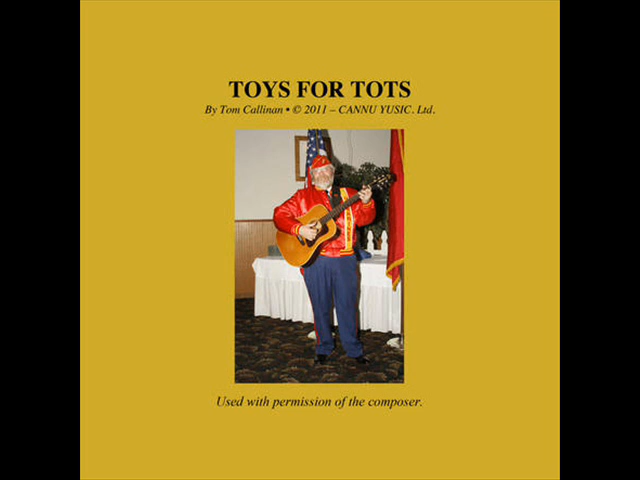 TOYS FOR TOTS
By Tom Callinan • © 2011 – CANNU YUSIC. Ltd.
Used with permission of the composer.